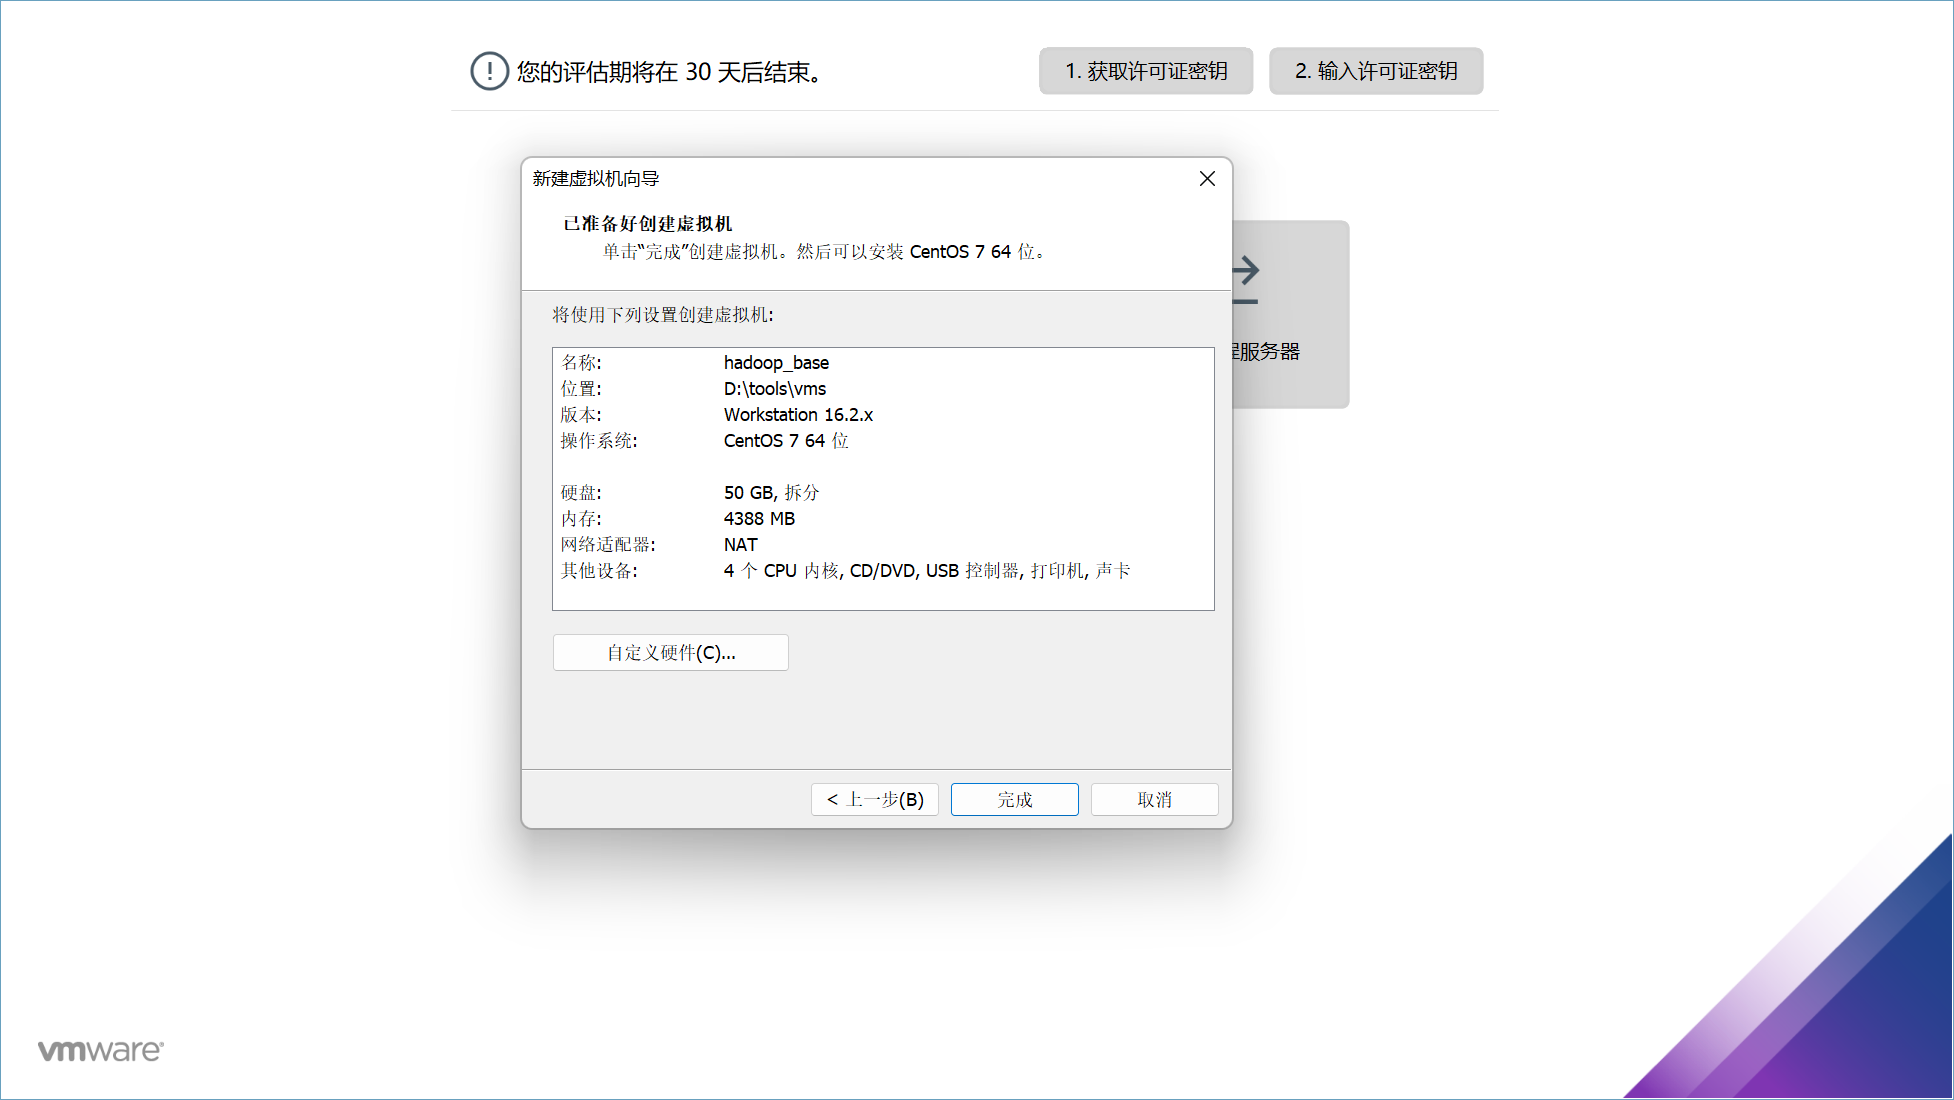 您的评估期将在 30 天后结束。
1. 获取许可证密钥
2. 输入许可证密钥
新建虚拟机向导
已准备好创建虚拟机
单击“完成”创建虚拟机。然后可以安装 CentOS 7 64 位。
将使用下列设置创建虚拟机:
名称: hadoop_base
位置: D:\tools\vms
版本: Workstation 16.2.x
操作系统: CentOS 7 64 位
硬盘: 50 GB, 拆分
内存: 4388 MB
网络适配器: NAT
其他设备: 4 个 CPU 内核, CD/DVD, USB 控制器, 打印机, 声卡
自定义硬件(C)...
< 上一步(B)
完成
取消
服务器
vmware®